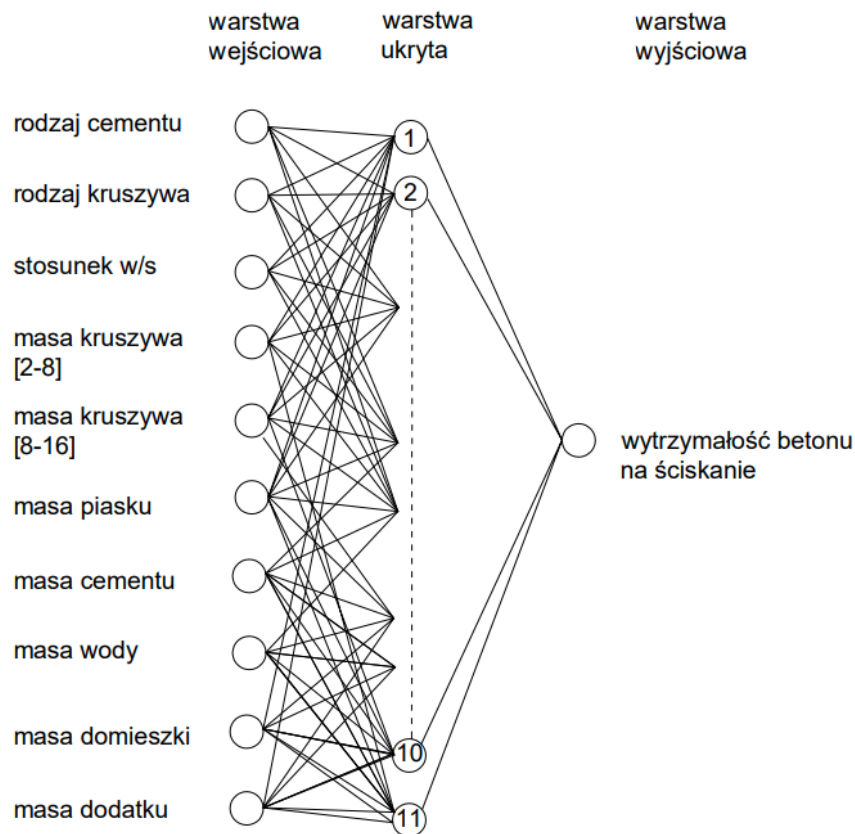 warstwa
wejściowa
warstwa
ukryta
warstwa
wyjściowa
rodzaj cementu
1
rodzaj kruszywa
2
stosunek w/s
masa kruszywa
[2-8]
masa kruszywa
[8-16]
wytrzymałość betonu
na ściskanie
masa piasku
masa cementu
masa wody
masa domieszki
10
masa dodatku
11